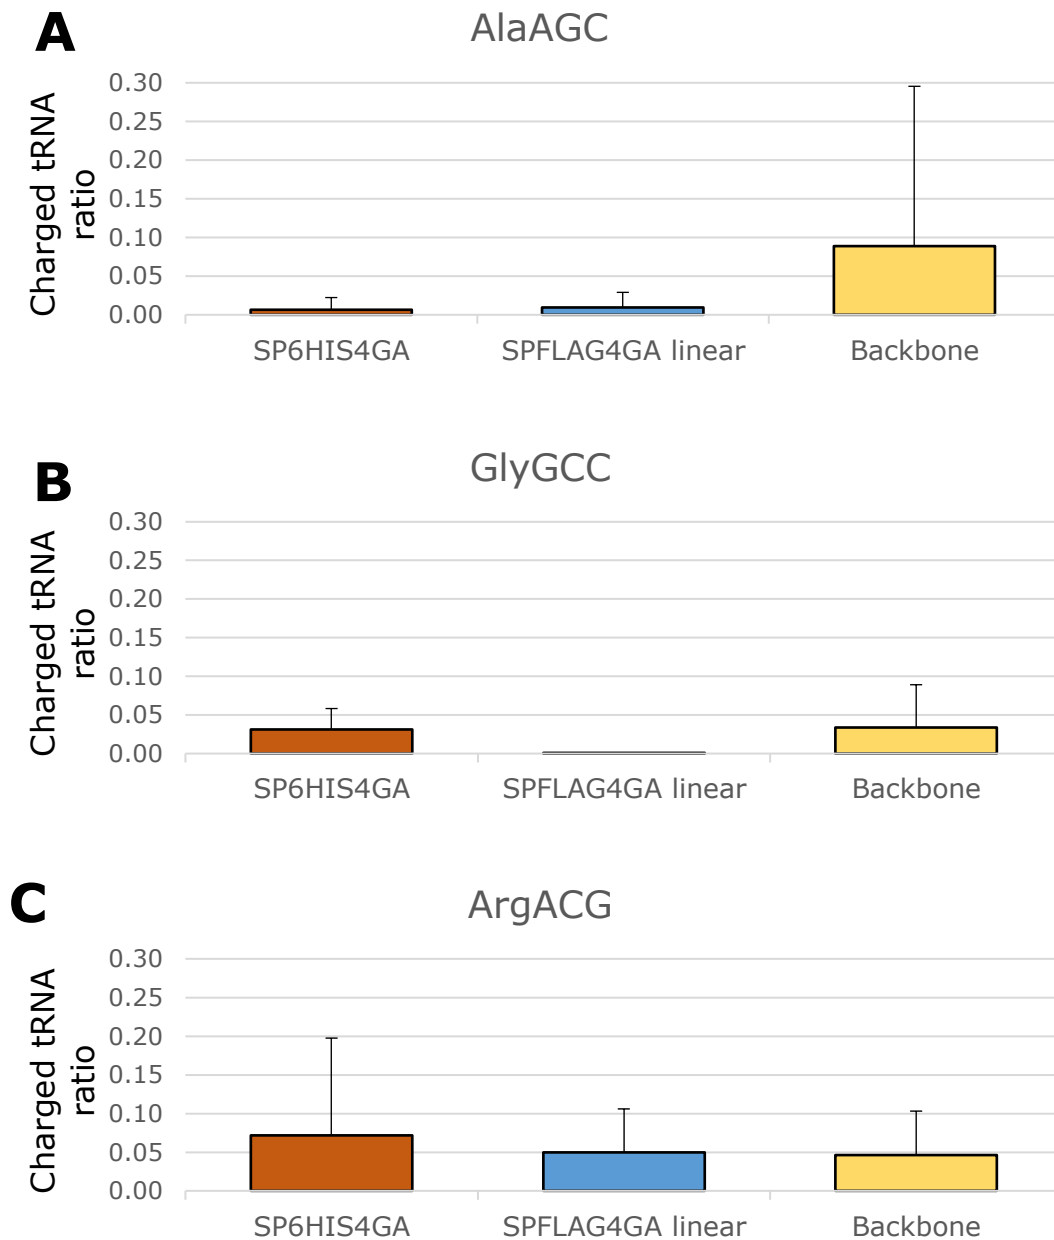 A
AlaAGC
Charged tRNA
ratio
0.30
0.25
0.20
0.15
0.10
0.05
0.00
SP6HIS4GA SPFLAG4GA linear Backbone
B
GlyGCC
Charged tRNA
ratio
0.30
0.25
0.20
0.15
0.10
0.05
0.00
SP6HIS4GA SPFLAG4GA linear Backbone
C
ArgACG
Charged tRNA
ratio
0.30
0.25
0.20
0.15
0.10
0.05
0.00
SP6HIS4GA SPFLAG4GA linear Backbone